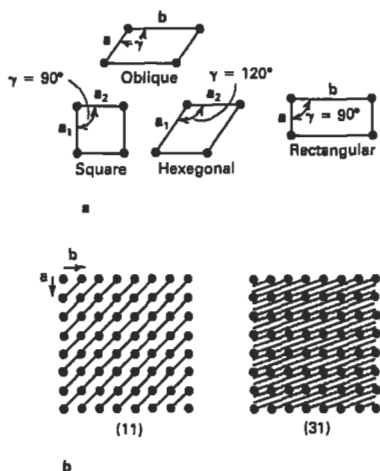 b
a
γ
Oblique
γ = 90°
a₂
a₁
Square
γ = 120°
a₂
a₁
Hexegonal
b
a
γ = 90°
Rectangular
a
b
a
(11)
(31)
b